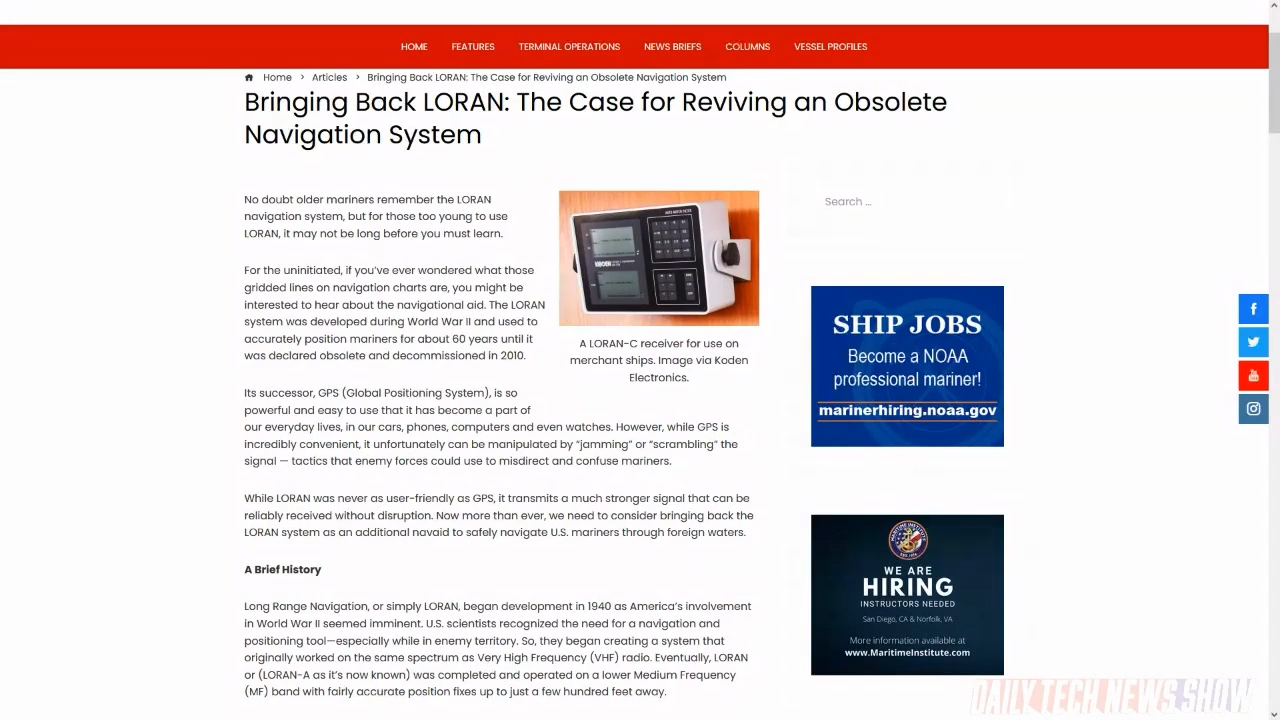 HOME FEATURES TERMINAL OPERATIONS NEWS BRIEFS COLUMNS VESSEL PROFILES
Home > Articles > Bringing Back LORAN: The Case for Reviving an Obsolete Navigation System
Bringing Back LORAN: The Case for Reviving an Obsolete
Navigation System
No doubt older mariners remember the LORAN
navigation system, but for those too young to use
LORAN, it may not be long before you must learn.
For the uninitiated, if you've ever wondered what those
gridded lines on navigation charts are, you might be
interested to hear about the navigational aid. The LORAN
system was developed during World War II and used to
accurately position mariners for about 60 years until it
was declared obsolete and decommissioned in 2010.
KODEN
A LORAN-C receiver for use on
merchant ships. Image via Koden
Electronics.
Its successor, GPS (Global Positioning System), is so
powerful and easy to use that it has become a part of
our everyday lives, in our cars, phones, computers and even watches. However, while GPS is
incredibly convenient, it unfortunately can be manipulated by “jamming” or “scrambling” the
signal — tactics that enemy forces could use to misdirect and confuse mariners.
While LORAN was never as user-friendly as GPS, it transmits a much stronger signal that can be
reliably received without disruption. Now more than ever, we need to consider bringing back the
LORAN system as an additional navaid to safely navigate U.S. mariners through foreign waters.
A Brief History
Long Range Navigation, or simply LORAN, began development in 1940 as America's involvement
in World War II seemed imminent. U.S. scientists recognized the need for a navigation and
positioning tool—especially while in enemy territory. So, they began creating a system that
originally worked on the same spectrum as Very High Frequency (VHF) radio. Eventually, LORAN
or (LORAN-A as it's now known) was completed and operated on a lower Medium Frequency
(MF) band with fairly accurate position fixes up to just a few hundred feet away.
Search ...
SHIP JOBS
Become a NOAA
professional mariner!
marinerhiring.noaa.gov
MARITIME INSTITUTE
WE ARE
HIRING
INSTRUCTORS NEEDED
San Diego, CA & Norfolk, VA
More information available at
www.MaritimeInstitute.com
DAILY TECH NEWS SHOW